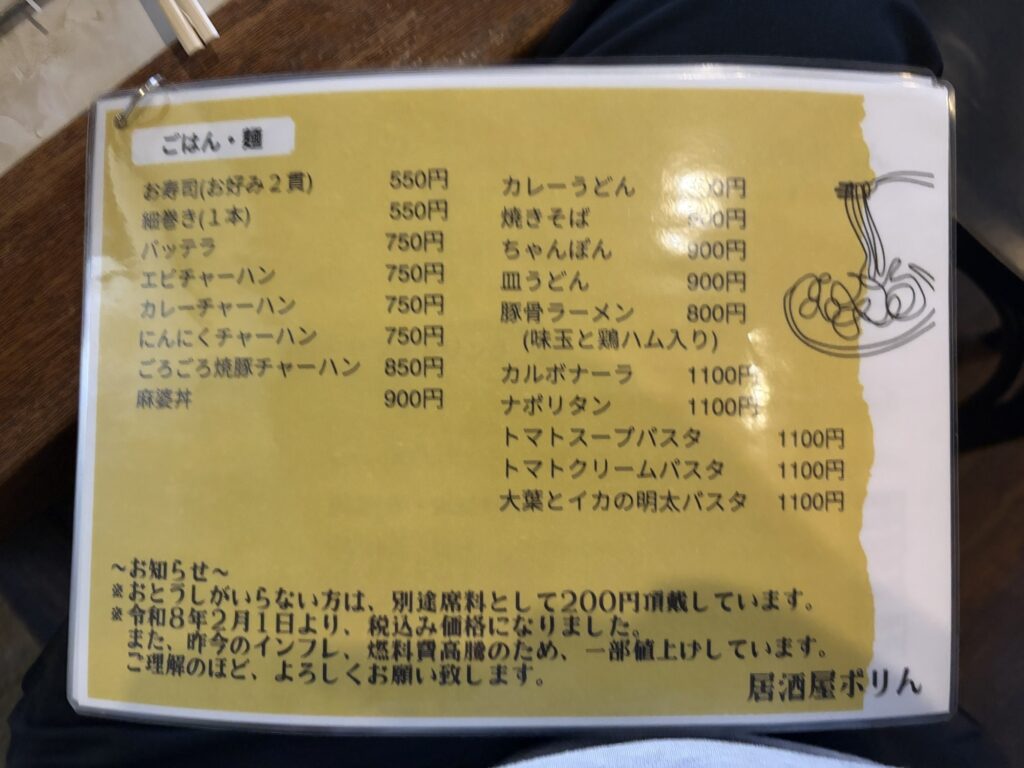 ごはん・麺
お寿司(お好み2貫) 550円
細巻き(1本) 550円
バッテラ 750円
エビチャーハン 750円
カレーチャーハン 750円
にんにくチャーハン 750円
ごろごろ焼豚チャーハン 850円
麻婆丼 900円
カレーうどん 00円
焼きそば 00円
ちゃんぽん 900円
皿うどん 900円
豚骨ラーメン 800円
(味玉と鶏ハム入り)
カルボナーラ 1100円
ナポリタン 1100円
トマトスープパスタ 1100円
トマトクリームパスタ 1100円
大葉とイカの明太パスタ 1100円
~お知らせ~
※おとうしがいらない方は、別途席料として200円頂戴しています。
※令和8年2月1日より、税込み価格になりました。
また、昨今のインフレ、燃料費高騰のため、一部値上げしています。
ご理解のほど、よろしくお願い致します。
居酒屋ポリん